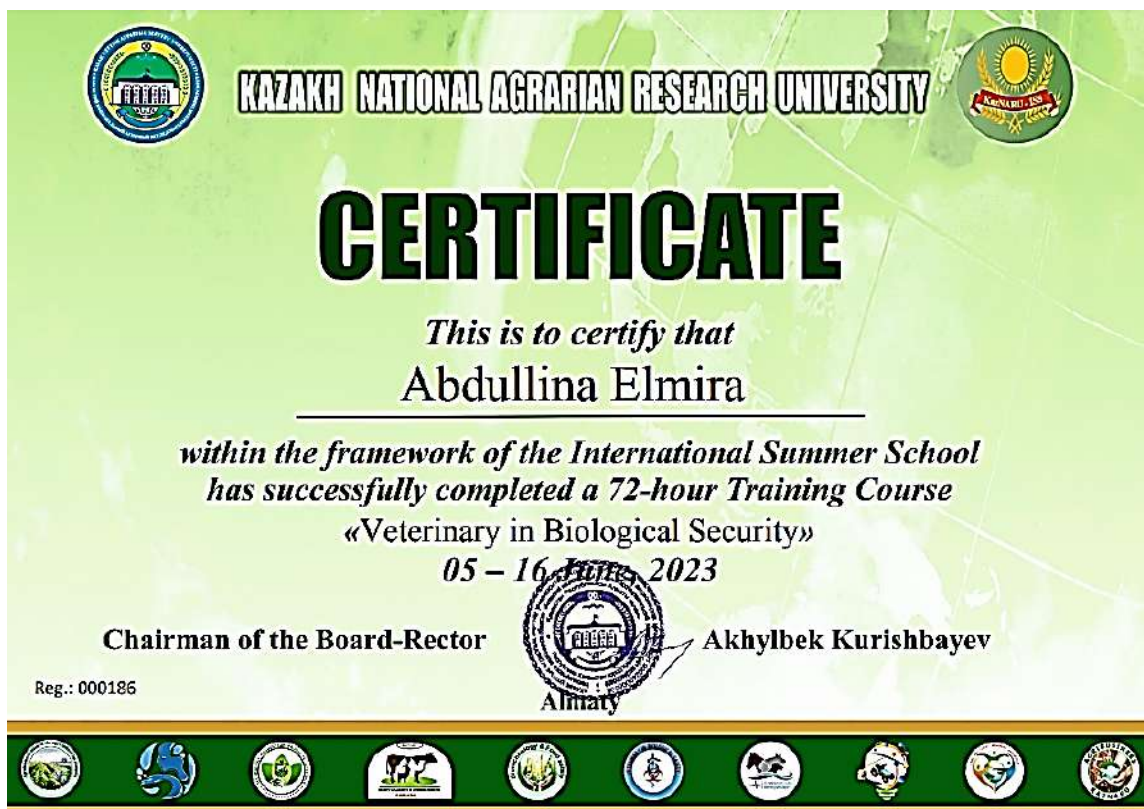 KAZAKH NATIONAL AGRARIAN RESEARCH UNIVERSITY
KazNARU - ISS
CERTIFICATE
This is to certify that
Abdullina Elmira
within the framework of the International Summer School
has successfully completed a 72-hour Training Course
«Veterinary in Biological Security»
05 – 16 June, 2023
Chairman of the Board-Rector
Akhylbek Kurishbayev
Reg.: 000186
Almaty